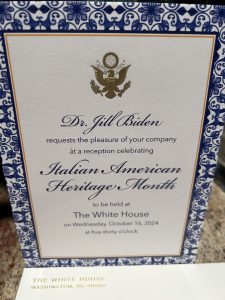 Dr. Jill Biden
requests the pleasure of your company
at a reception celebrating
Italian American
Heritage Month
to be held at
The White House
on Wednesday, October 16, 2024
at five thirty o'clock
THE WHITE HOUSE
WASHINGTON, DC 20502